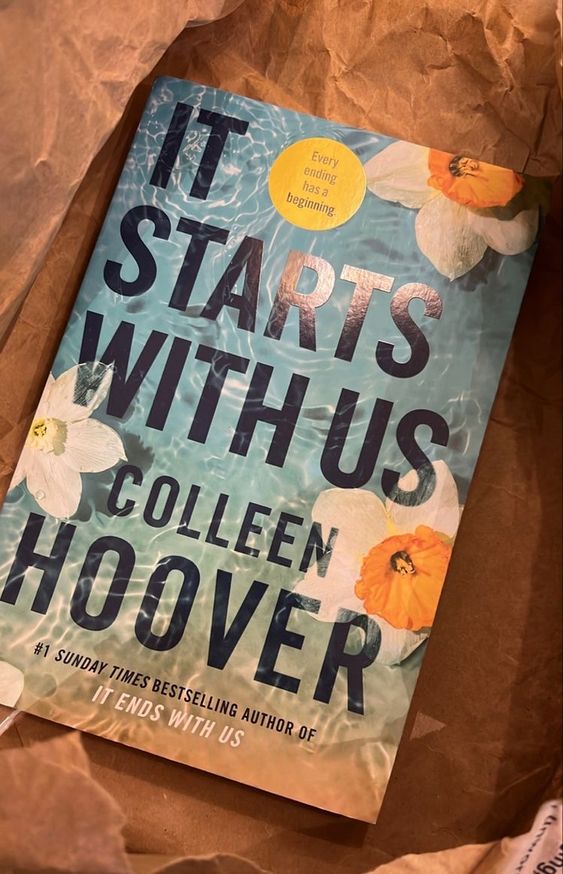 IT
STARTS
WITH US
Every
ending
has a
beginning.
COLLEEN
HOOVER
#1 SUNDAY TIMES BESTSELLING AUTHOR OF
IT ENDS WITH US